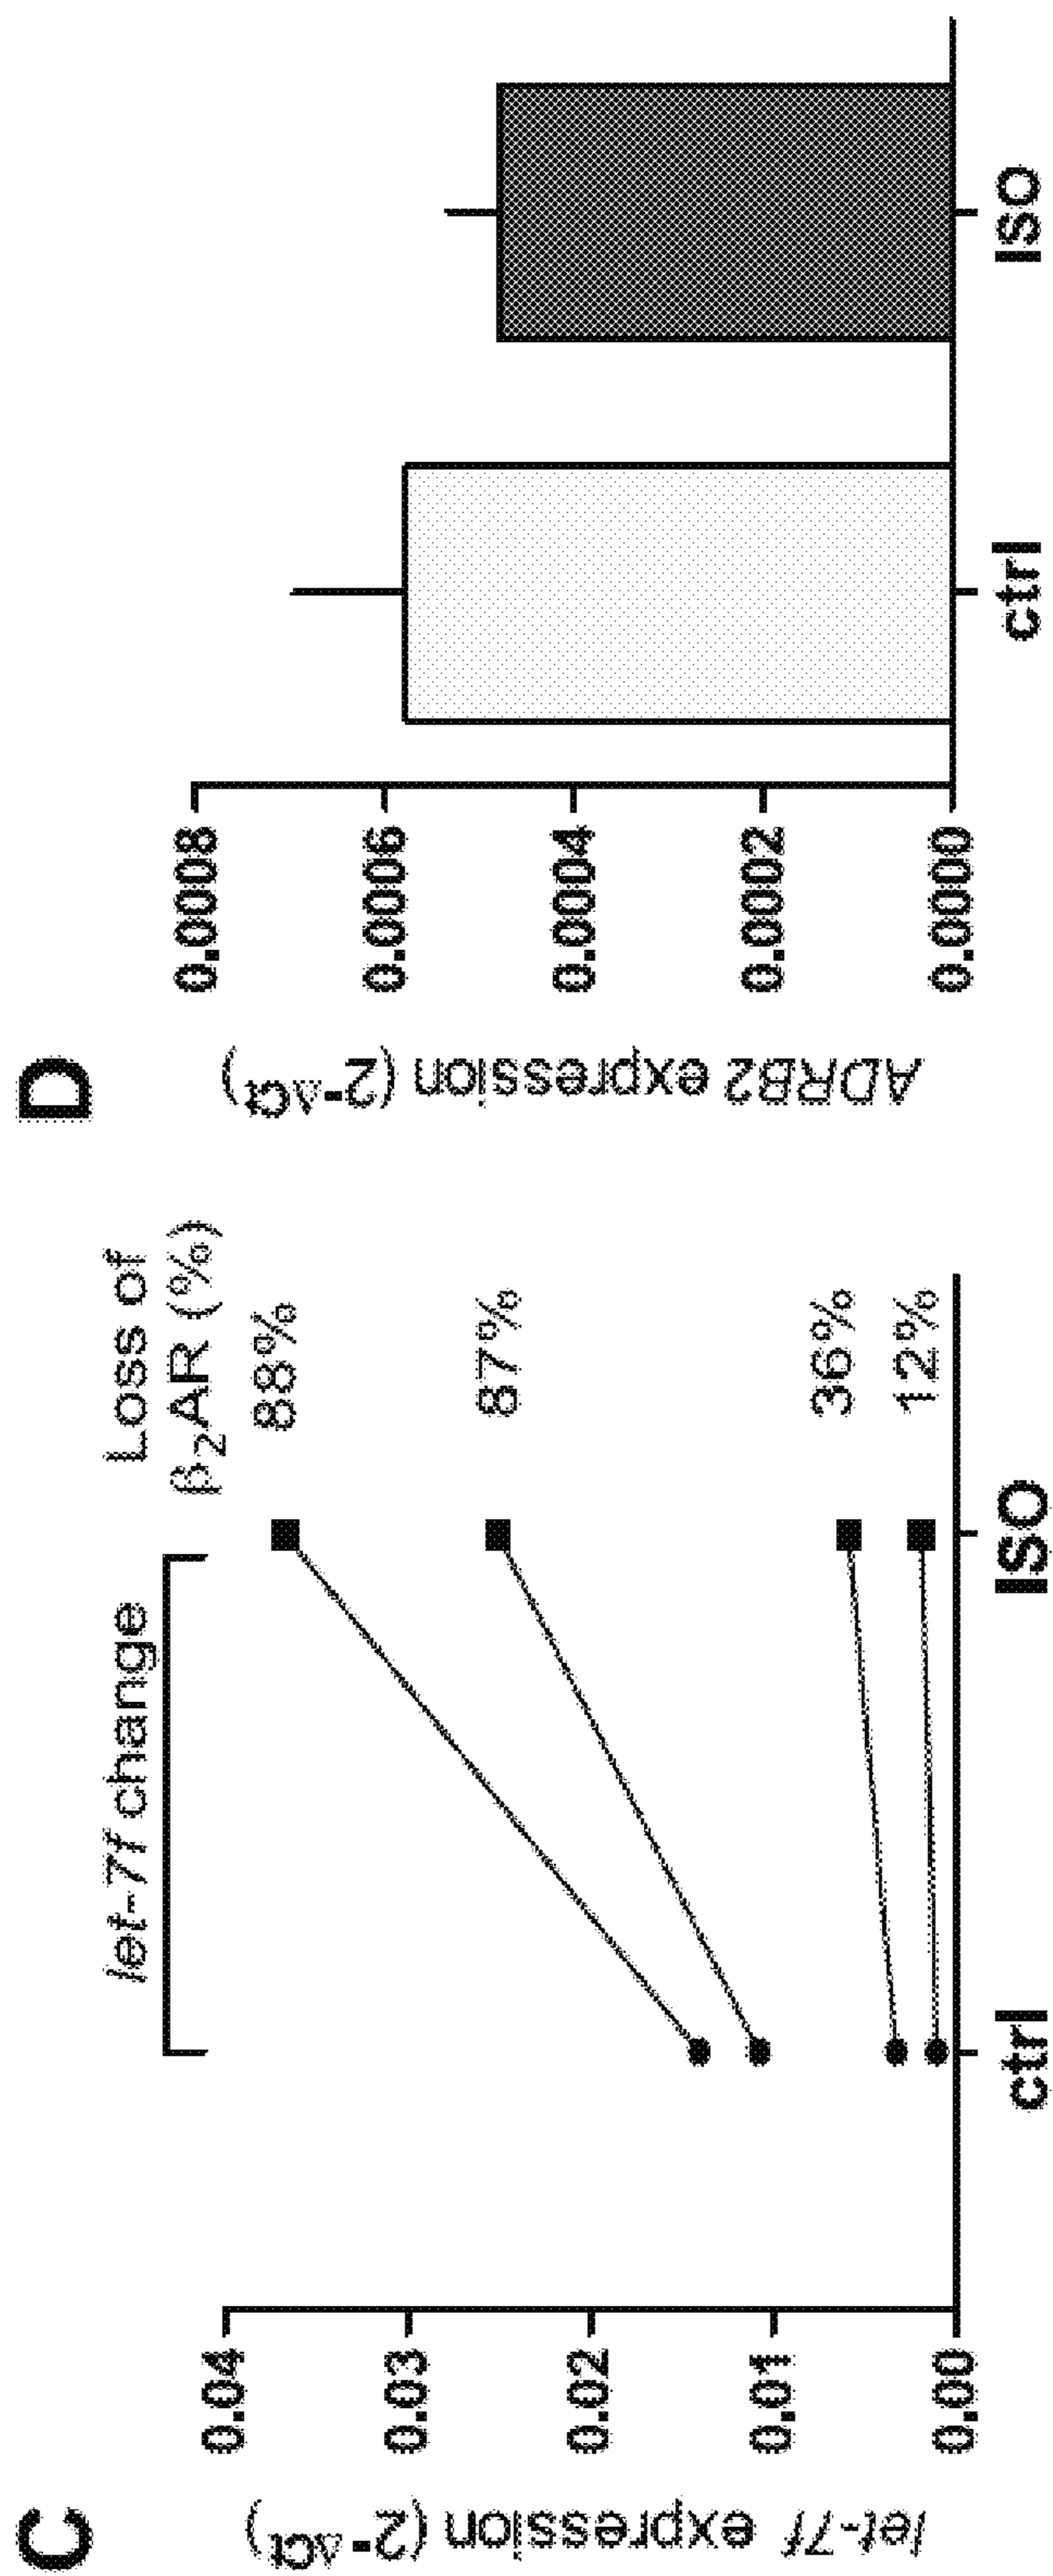 C
let-7f expression (2^-ΔCt)
0.04
0.03
0.02
0.01
0.00
let-7f change
Loss of
β₂AR (%)
88%
87%
36%
12%
ctrl
ISO
D
ADRB2 expression (2^-ΔCt)
0.0008
0.0006
0.0004
0.0002
0.0000
ctrl
ISO